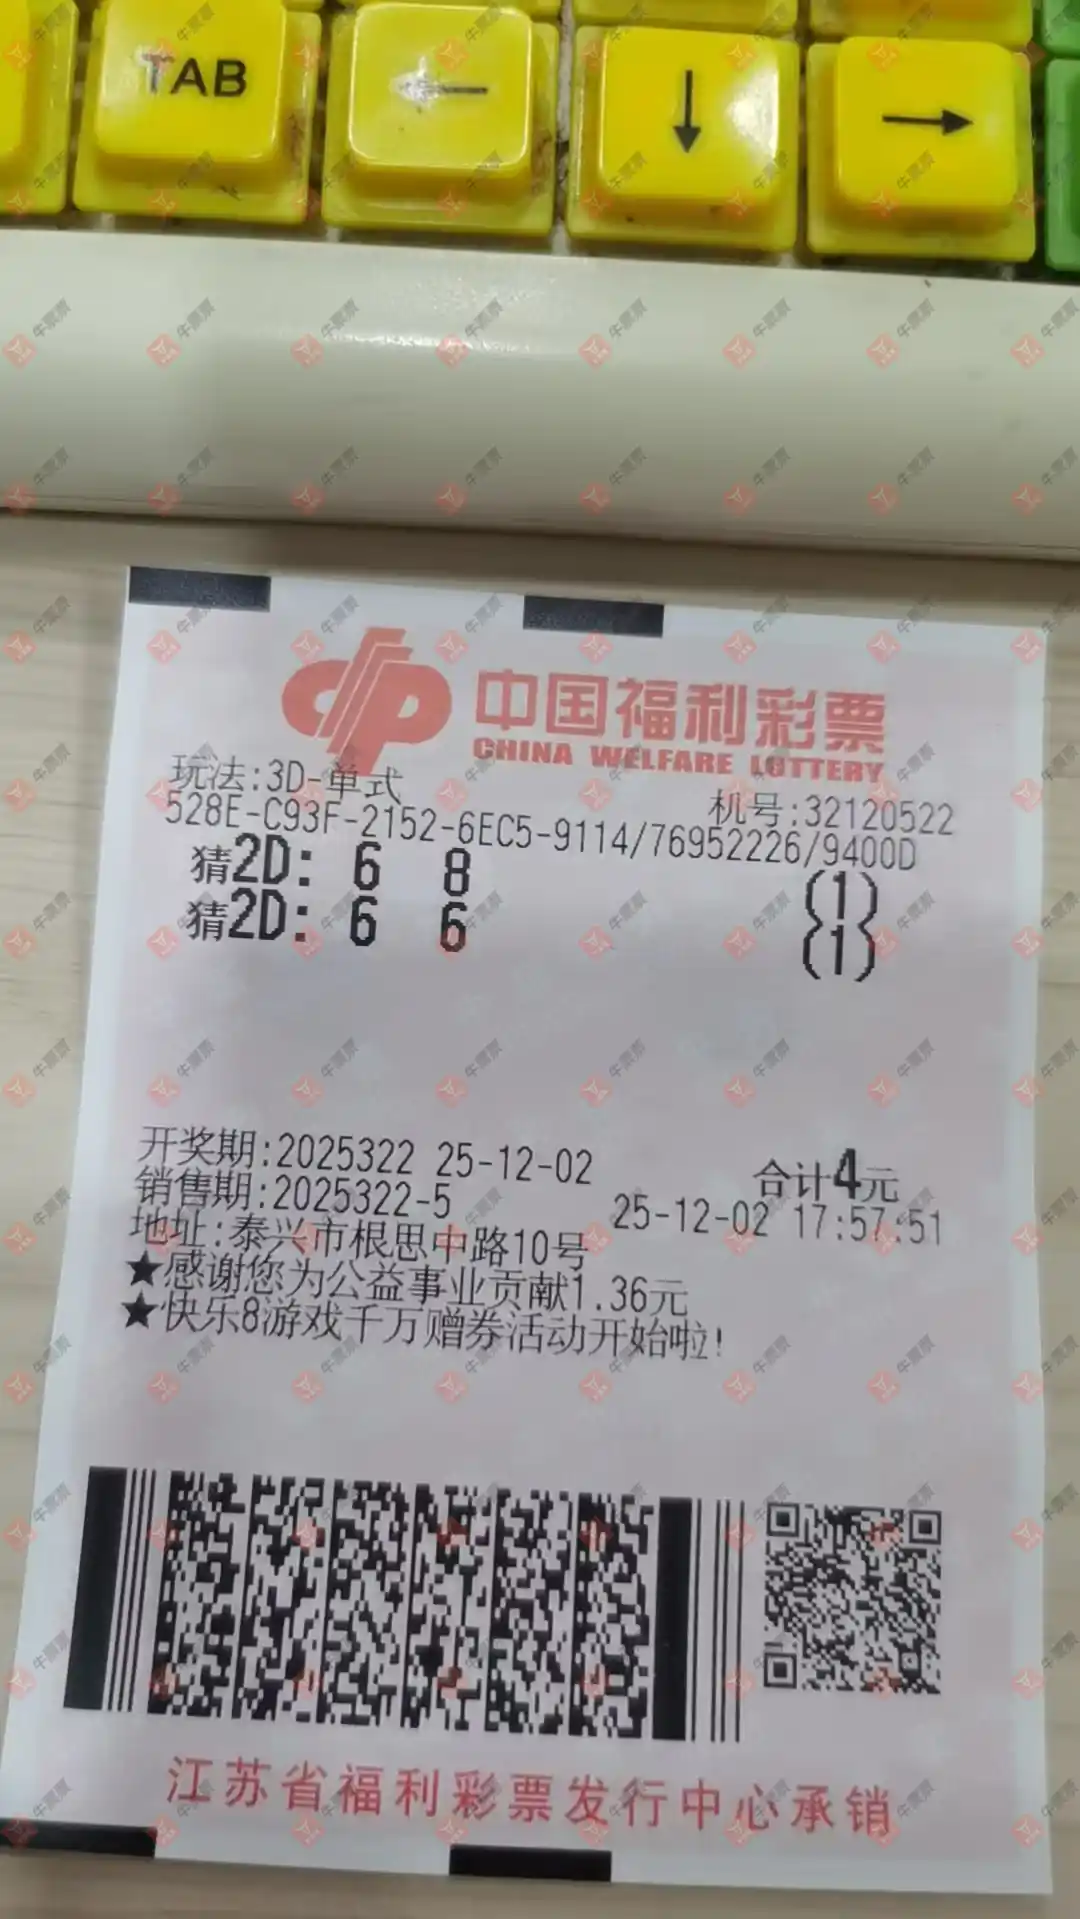 TAB
中国福利彩票
CHINA WELFARE LOTTERY
玩法:3D-单式
机号:32120522
528E-C93F-2152-6EC5-9114/76952226/9400D
猜2D: 6 8 (1)
猜2D: 6 6 (1)
开奖期:2025322 25-12-02 合计4元
销售期:2025322-5 25-12-02 17:57:51
地址:泰兴市根思中路10号
★感谢您为公益事业贡献1.36元
★快乐8游戏千万赠券活动开始啦!
江苏省福利彩票发行中心承销
牛票票